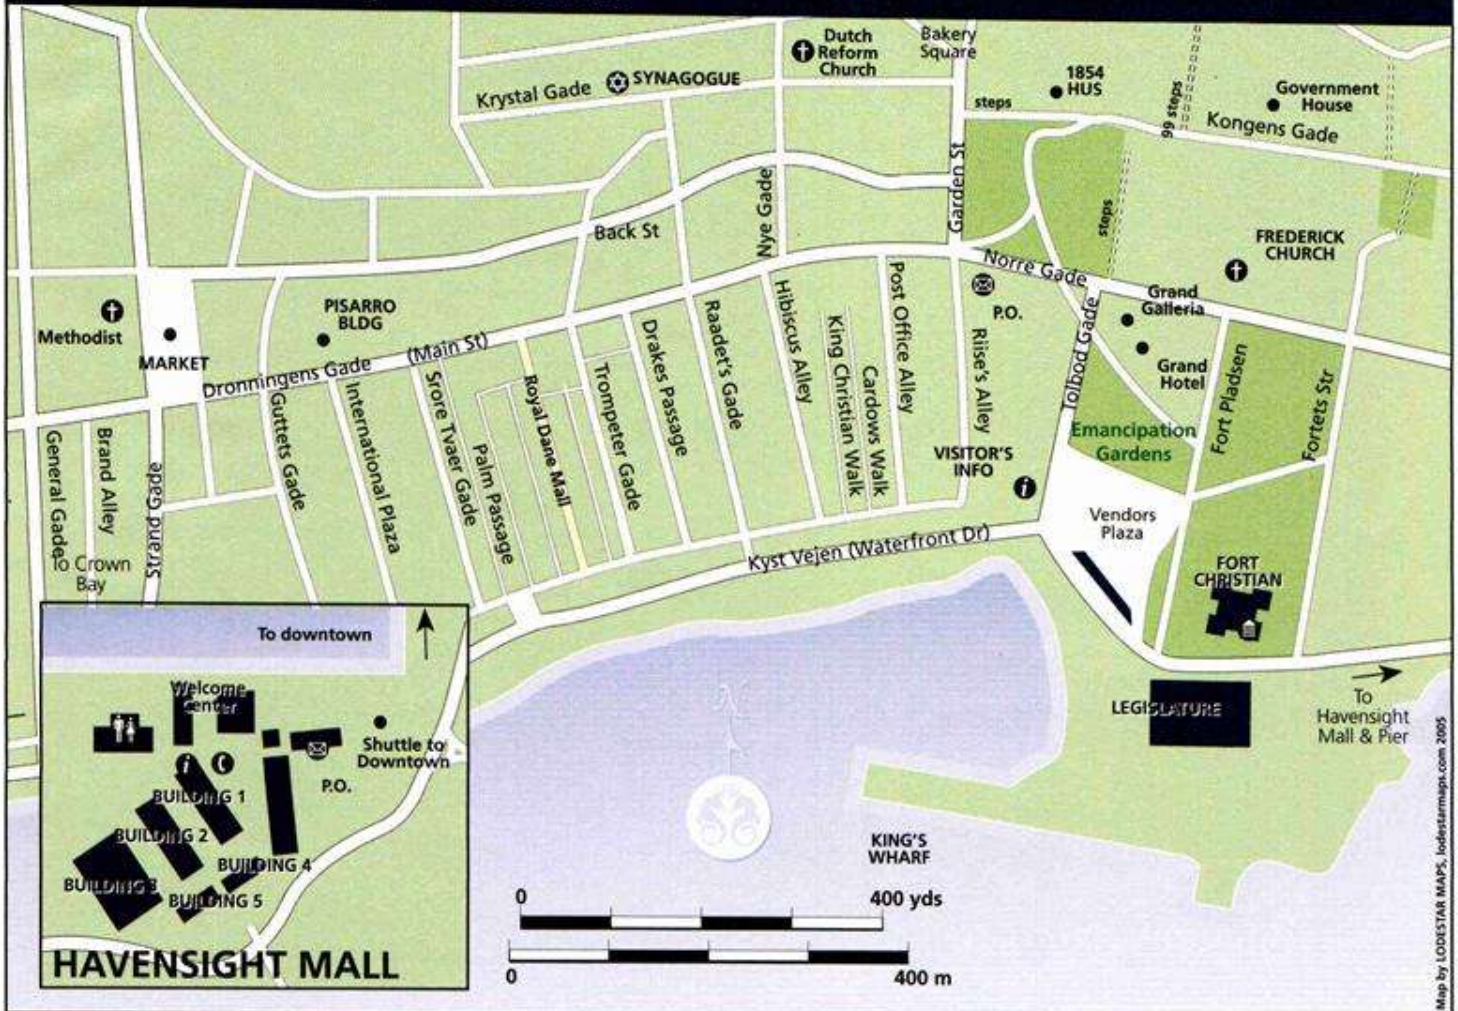 Dutch
Reform
Church
Bakery
Square
SYNAGOGUE
Krystal Gade
1854
HUS
steps
99 steps
Government
House
Kongens Gade
Garden St
Nye Gade
Back St
steps
FREDERICK
CHURCH
Norre Gade
Methodist
MARKET
PISARRO
BLDG
Dronningens Gade
(Main St)
P.O.
Grand
Galleria
Grand
Hotel
Tolbod Gade
Fort Pladsen
Fortets Str
Emancipation
Gardens
General Gade
Brand Alley
Strand Gade
Guttets Gade
International Plaza
Srore Tvaer Gade
Palm Passage
Royal Dane Mall
Trompeter Gade
Drakes Passage
Raadet's Gade
Hibiscus Alley
King Christian Walk
Cardows Walk
Post Office Alley
Riise's Alley
VISITOR'S
INFO
Vendors
Plaza
To Crown
Bay
Kyst Vejen (Waterfront Dr)
FORT
CHRISTIAN
LEGISLATURE
To
Havensight
Mall & Pier
To downtown
Welcome
Center
Shuttle to
Downtown
P.O.
BUILDING 1
BUILDING 2
BUILDING 3
BUILDING 4
BUILDING 5
HAVENSIGHT MALL
KING'S
WHARF
0
400 yds
0
400 m
Map by LODESTAR MAPS, lodestarmaps.com 2005